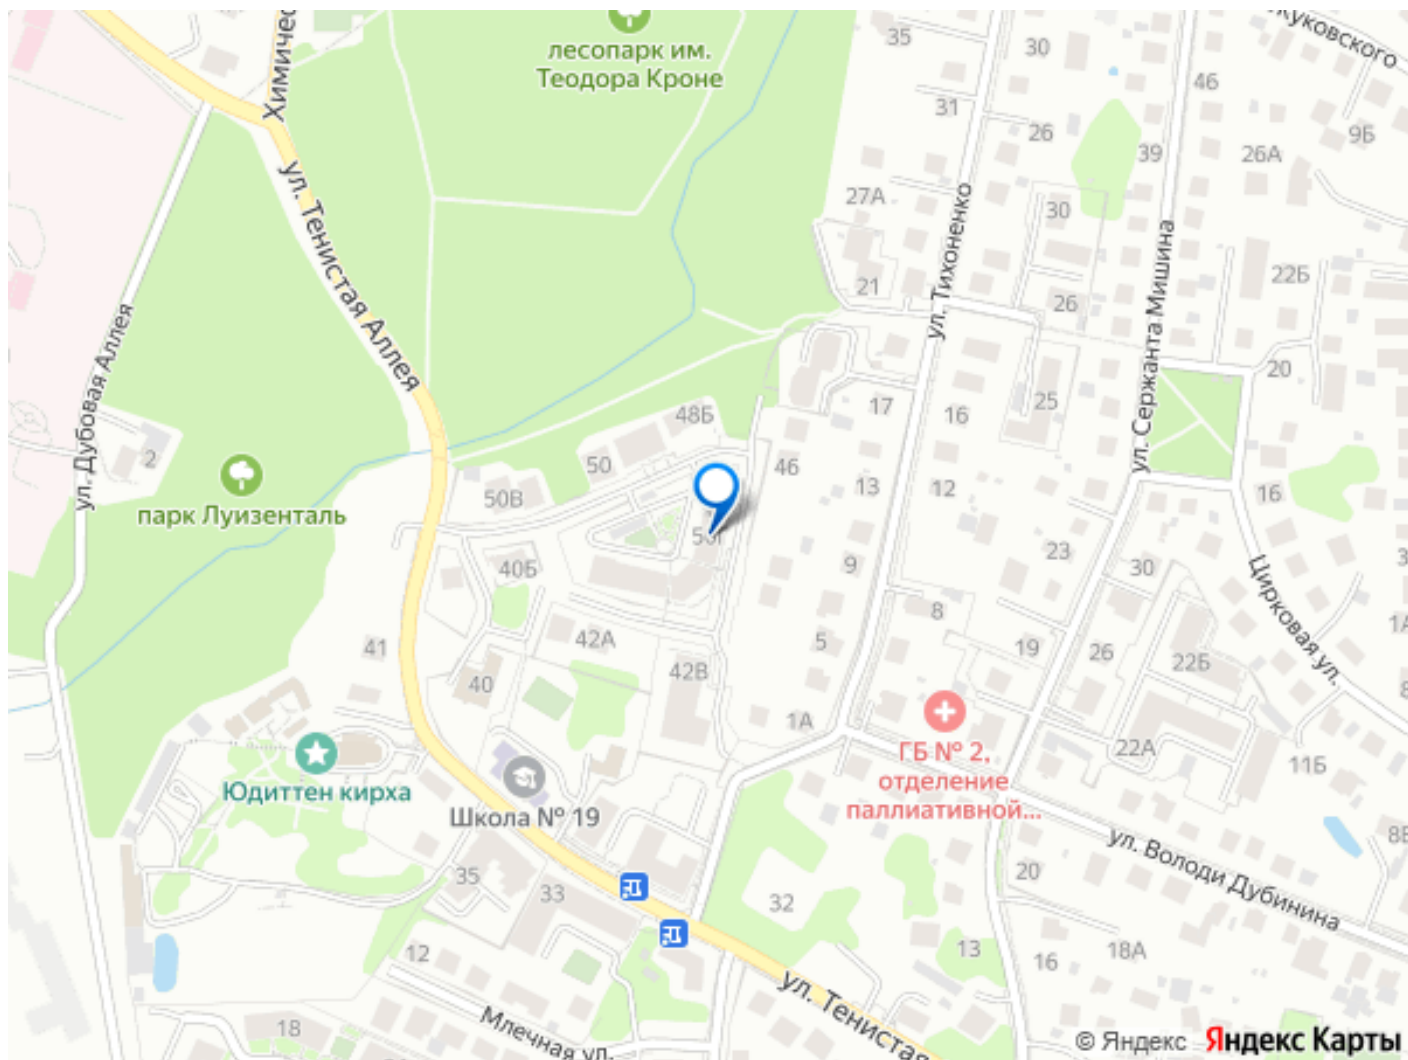 жуковского
лесопарк им.
Теодора Кроне
35
30
46
Химичес
31
26
39
26А
9Б
ул. Тенистая Аллея
27А
30
ул. Тихоненко
ул. Сержанта Мишина
22Б
21
26
ул. Дубовая Аллея
20
48Б
17
16
25
2
50
46
13
12
16
50В
парк Луизенталь
9
23
40Б
30
Цирковая ул.
8
1А
42А
5
19
26
22Б
41
40
42В
1А
22А
11Б
ГБ № 2,
отделение
паллиативной...
Юдиттен кирха
Школа № 19
8В
ул. Володи Дубинина
35
33
20
32
12
13
16
18А
ул. Тенистая
18
Млечная ул.
© Яндекс Яндекс Карты